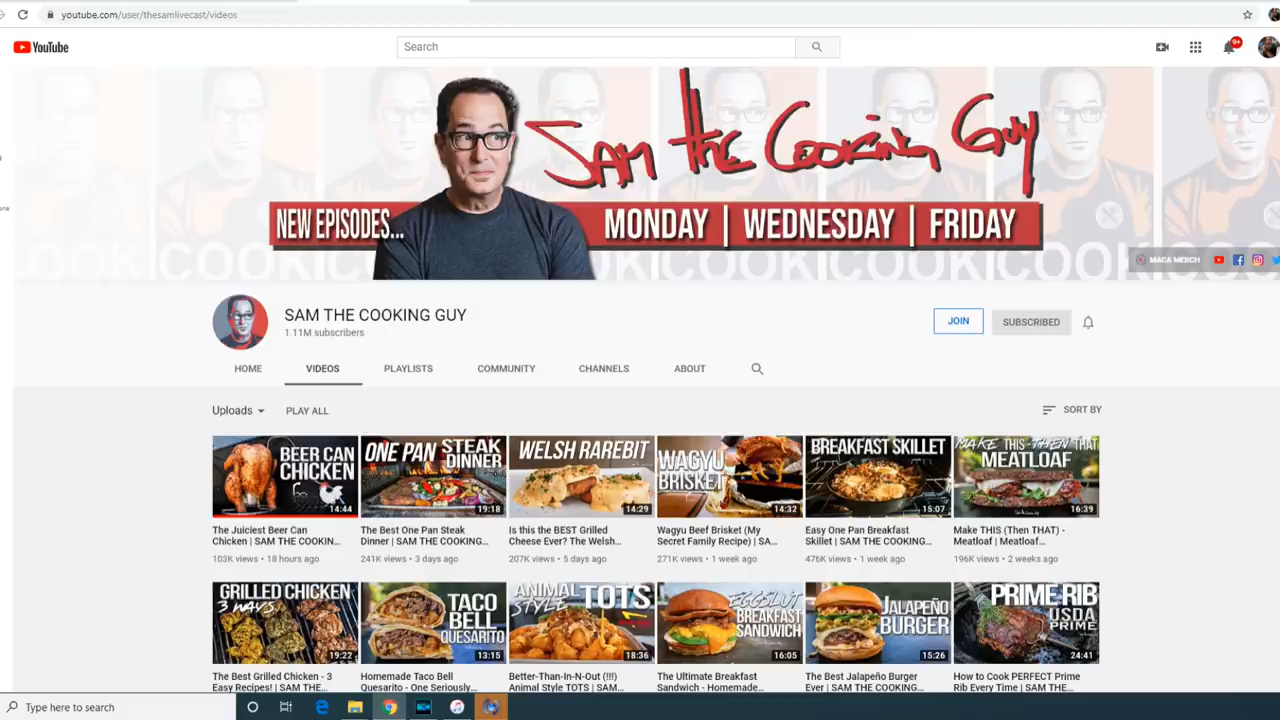 youtube.com/user/thesamlivecast/videos
YouTube
Search
9+
SAM THE COOKING GUY
NEW EPISODES... MONDAY | WEDNESDAY | FRIDAY
MACA MERCH
SAM THE COOKING GUY
1.11M subscribers
JOIN
SUBSCRIBED
HOME VIDEOS PLAYLISTS COMMUNITY CHANNELS ABOUT
Uploads PLAY ALL SORT BY
BEER CAN
CHICKEN
14:44
The Juiciest Beer Can
Chicken | SAM THE COOKIN...
103K views • 18 hours ago
ONE PAN STEAK
DINNER
19:18
The Best One Pan Steak
Dinner | SAM THE COOKING...
241K views • 3 days ago
WELSH RAREBIT
14:29
Is this the BEST Grilled
Cheese Ever? The Welsh...
207K views • 5 days ago
WAGYU
BRISKET
14:32
Wagyu Beef Brisket (My
Secret Family Recipe) | SA...
271K views • 1 week ago
BREAKFAST SKILLET
15:07
Easy One Pan Breakfast
Skillet | SAM THE COOKING...
476K views • 1 week ago
MAKE THIS -THEN THAT
MEATLOAF
16:39
Make THIS (Then THAT) -
Meatloaf | Meatloaf...
196K views • 2 weeks ago
GRILLED CHICKEN
3 WAYS
19:22
The Best Grilled Chicken - 3
Easy Recipes! | SAM THE...
TACO
BELL
QUESARITO
13:15
Homemade Taco Bell
Quesarito - One Seriously...
ANIMAL
STYLE TOTS
18:36
Better-Than-In-N-Out (!!!)
Animal Style TOTS | SAM...
EGGSLUT
BREAKFAST
SANDWICH
16:05
The Ultimate Breakfast
Sandwich - Homemade...
JALAPEÑO
BURGER
15:26
The Best Jalapeño Burger
Ever | SAM THE COOKING...
PRIME RIB
USDA
PRIME
24:41
How to Cook PERFECT Prime
Rib Every Time | SAM THE...
Type here to search